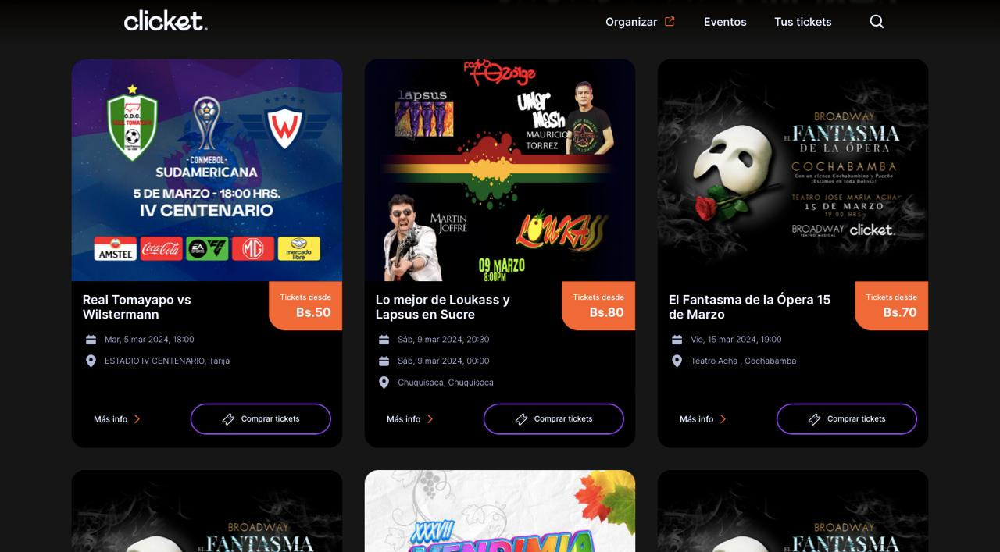 clicket.
Organizar
Eventos
Tus tickets
C.D.C.
REAL TOMAYAPO
W
-CONMEBOL-
SUDAMERICANA
5 DE MARZO - 18:00 HRS.
IV CENTENARIO
AMSTEL
Coca-Cola
EA
SPORTS
FC
MG
mercado
libre
Real Tomayapo vs
Wilstermann
Tickets desde
Bs.50
Mar, 5 mar 2024, 18:00
ESTADIO IV CENTENARIO, Tarija
Más info
Comprar tickets
lapsus
Umar
Mash
MAURICIO
TORREZ
MARTIN
JOFFRÉ
LOUKASS
09 MARZO
8:00PM
Lo mejor de Loukass y
Lapsus en Sucre
Tickets desde
Bs.80
Sáb, 9 mar 2024, 20:30
Sáb, 9 mar 2024, 00:00
Chuquisaca, Chuquisaca
Más info
Comprar tickets
BROADWAY
EL FANTASMA
DE LA ÓPERA
COCHABAMBA
Con un elenco Cochabambino y Paceño
¡Estamos en toda Bolivia!
TEATRO JOSÉ MARÍA ACHÁ
15 DE MARZO
19:00 HRS
BROADWAY
TEATRO MUSICAL
clicket.
El Fantasma de la Ópera 15
de Marzo
Tickets desde
Bs.70
Vie, 15 mar 2024, 19:00
Teatro Acha , Cochabamba
Más info
Comprar tickets
BROADWAY
EL FANTASMA
XXXVII
VENDIMIA
BROADWAY
EL FANTASMA